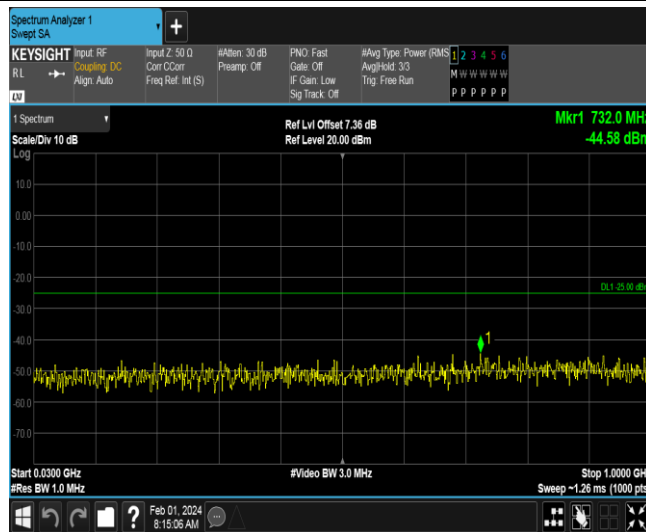 Spectrum Analyzer 1
Swept SA
+
KEYSIGHT
RL
LXI
Input: RF
Coupling: DC
Align: Auto
Input Z: 50 Ω
Corr CCorr
Freq Ref: Int (S)
#Atten: 30 dB
Preamp: Off
PNO: Fast
Gate: Off
IF Gain: Low
Sig Track: Off
#Avg Type: Power (RMS
Avg|Hold: 3/3
Trig: Free Run
1 2 3 4 5 6
M W W W W W
P P P P P P
1 Spectrum
Scale/Div 10 dB
Log
Ref Lvl Offset 7.36 dB
Ref Level 20.00 dBm
Mkr1 732.0 MHz
-44.58 dBm
10.0
0.00
-10.0
-20.0
DL1 -25.00 dBm
-30.0
-40.0
1
-50.0
-60.0
-70.0
Start 0.0300 GHz
#Res BW 1.0 MHz
#Video BW 3.0 MHz
Stop 1.0000 GHz
Sweep ~1.26 ms (1000 pts)
?
Feb 01, 2024
8:15:06 AM